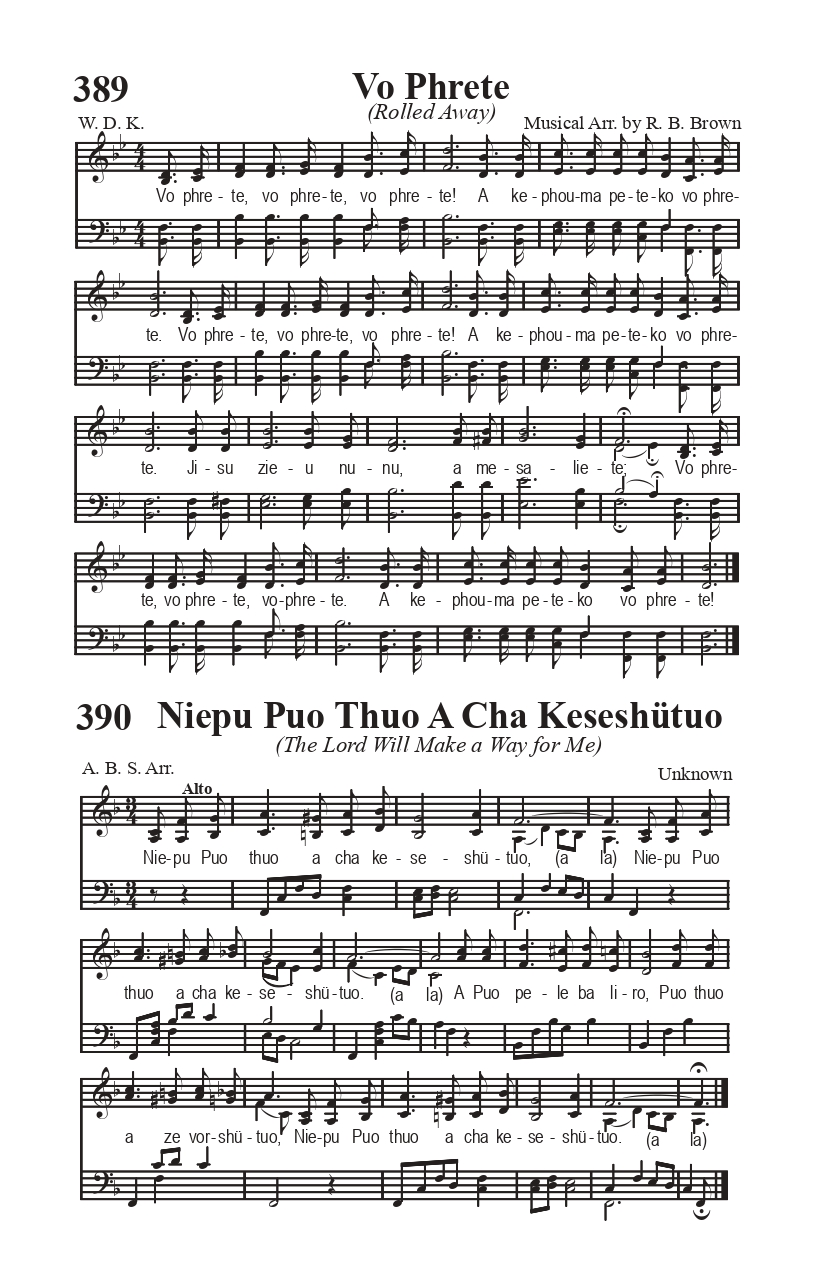 389 Vo Phrete
(Rolled Away)
W. D. K. Musical Arr. by R. B. Brown
Vo phre - te, vo phre - te, vo phre - te! A ke - phou - ma pe - te - ko vo phre-
te. Vo phre - te, vo phre - te, vo phre - te! A ke - phou - ma pe - te - ko vo phre-
te. Ji - su zie - u nu - nu, a me - sa - lie - te; Vo phre-
te, vo phre - te, vo-phre - te. A ke - phou - ma pe - te - ko vo phre - te!
390 Niepu Puo Thuo A Cha Keseshütuo
(The Lord Will Make a Way for Me)
A. B. S. Arr. Unknown
Alto
Nie - pu Puo thuo a cha ke - se - shü - tuo, (a la) Nie - pu Puo
thuo a cha ke - se - shü - tuo. (a la) A Puo pe - le ba li - ro, Puo thuo
a ze vor - shü - tuo, Nie - pu Puo thuo a cha ke - se - shü - tuo. (a la)